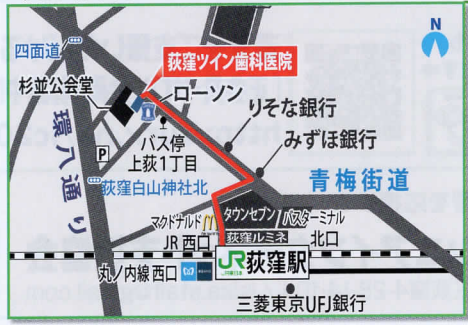 N
四面道
荻窪ツイン歯科医院
杉並公会堂
ローソン
りそな銀行
バス停
上荻1丁目
みずほ銀行
P
環八通り
荻窪白山神社北
青梅街道
マクドナルド
タウンセブン
バスターミナル
JR 西口
荻窪ルミネ
北口
丸ノ内線 西口
JR
荻窪駅
三菱東京UFJ銀行